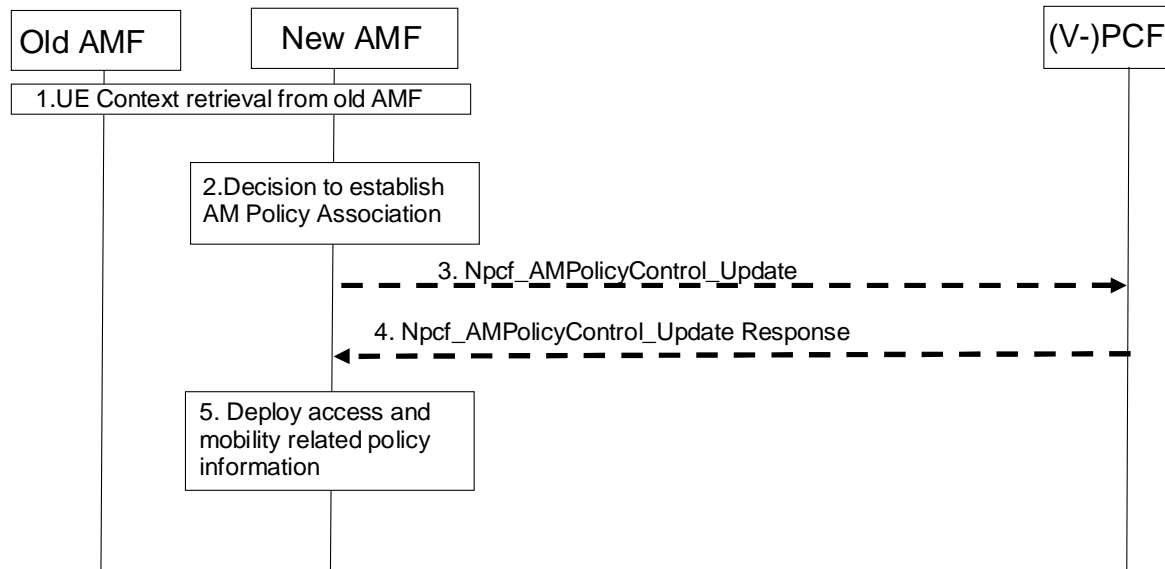 Old AMF
New AMF
(V-)PCF
1.UE Context retrieval from old AMF
2.Decision to establish
AM Policy Association
3. Npcf_AMPolicyControl_Update
4. Npcf_AMPolicyControl_Update Response
5. Deploy access and
mobility related policy
information